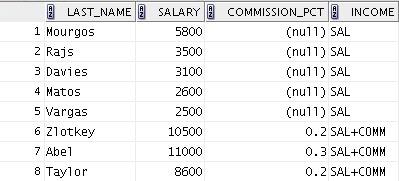 LAST_NAME SALARY COMMISSION_PCT INCOME
1 Mourgos 5800 (null) SAL
2 Rajs 3500 (null) SAL
3 Davies 3100 (null) SAL
4 Matos 2600 (null) SAL
5 Vargas 2500 (null) SAL
6 Zlotkey 10500 0.2 SAL+COMM
7 Abel 11000 0.3 SAL+COMM
8 Taylor 8600 0.2 SAL+COMM